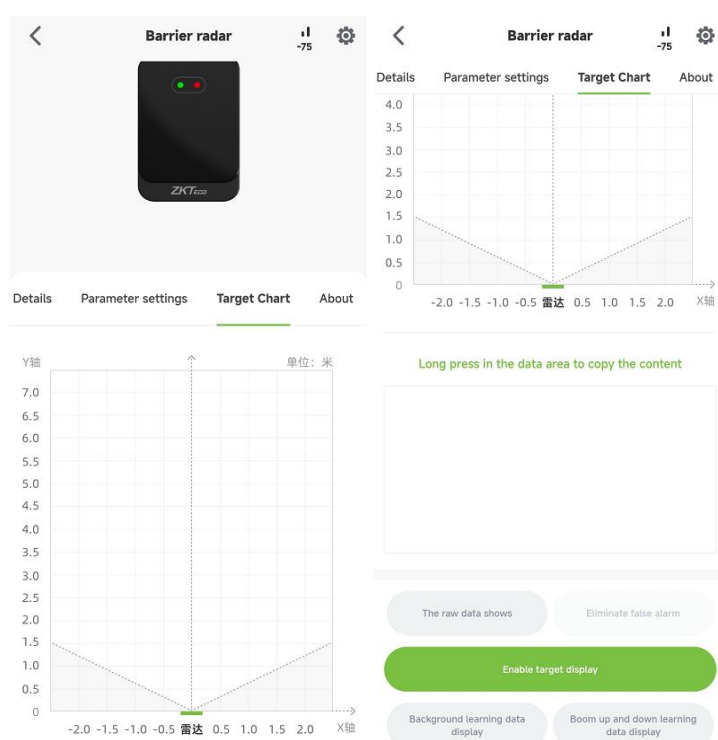 Barrier radar
-75
ZKTeco
Details Parameter settings Target Chart About
Y轴 单位：米
7.0
6.5
6.0
5.5
5.0
4.5
4.0
3.5
3.0
2.5
2.0
1.5
1.0
0.5
0
-2.0 -1.5 -1.0 -0.5 雷达 0.5 1.0 1.5 2.0 X轴
Barrier radar
-75
Details Parameter settings Target Chart About
4.0
3.5
3.0
2.5
2.0
1.5
1.0
0.5
0
-2.0 -1.5 -1.0 -0.5 雷达 0.5 1.0 1.5 2.0 X轴
Long press in the data area to copy the content
The raw data shows
Eliminate false alarm
Enable target display
Background learning data
display
Boom up and down learning
data display